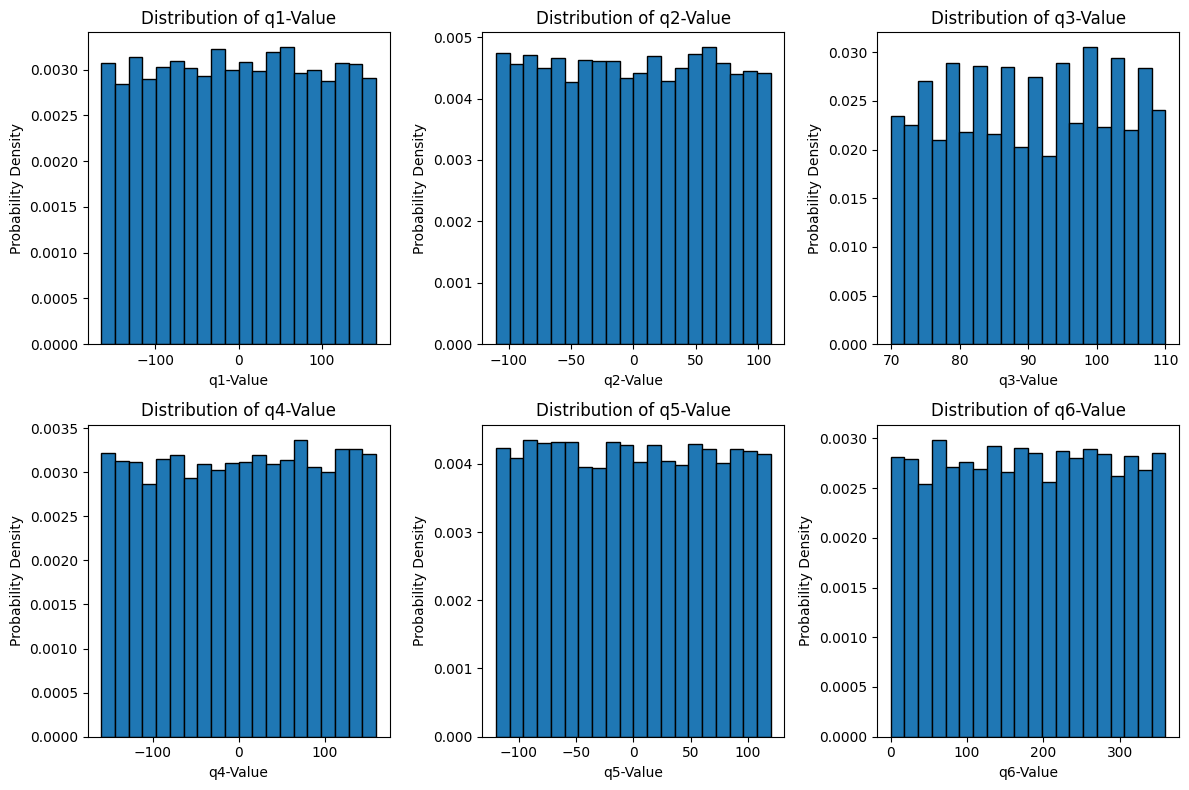 Distribution of q1-Value
Probability Density
0.0030
0.0025
0.0020
0.0015
0.0010
0.0005
0.0000
−100 0 100
q1-Value
Distribution of q2-Value
Probability Density
0.005
0.004
0.003
0.002
0.001
0.000
−100 −50 0 50 100
q2-Value
Distribution of q3-Value
Probability Density
0.030
0.025
0.020
0.015
0.010
0.005
0.000
70 80 90 100 110
q3-Value
Distribution of q4-Value
Probability Density
0.0035
0.0030
0.0025
0.0020
0.0015
0.0010
0.0005
0.0000
−100 0 100
q4-Value
Distribution of q5-Value
Probability Density
0.004
0.003
0.002
0.001
0.000
−100 −50 0 50 100
q5-Value
Distribution of q6-Value
Probability Density
0.0030
0.0025
0.0020
0.0015
0.0010
0.0005
0.0000
0 100 200 300
q6-Value